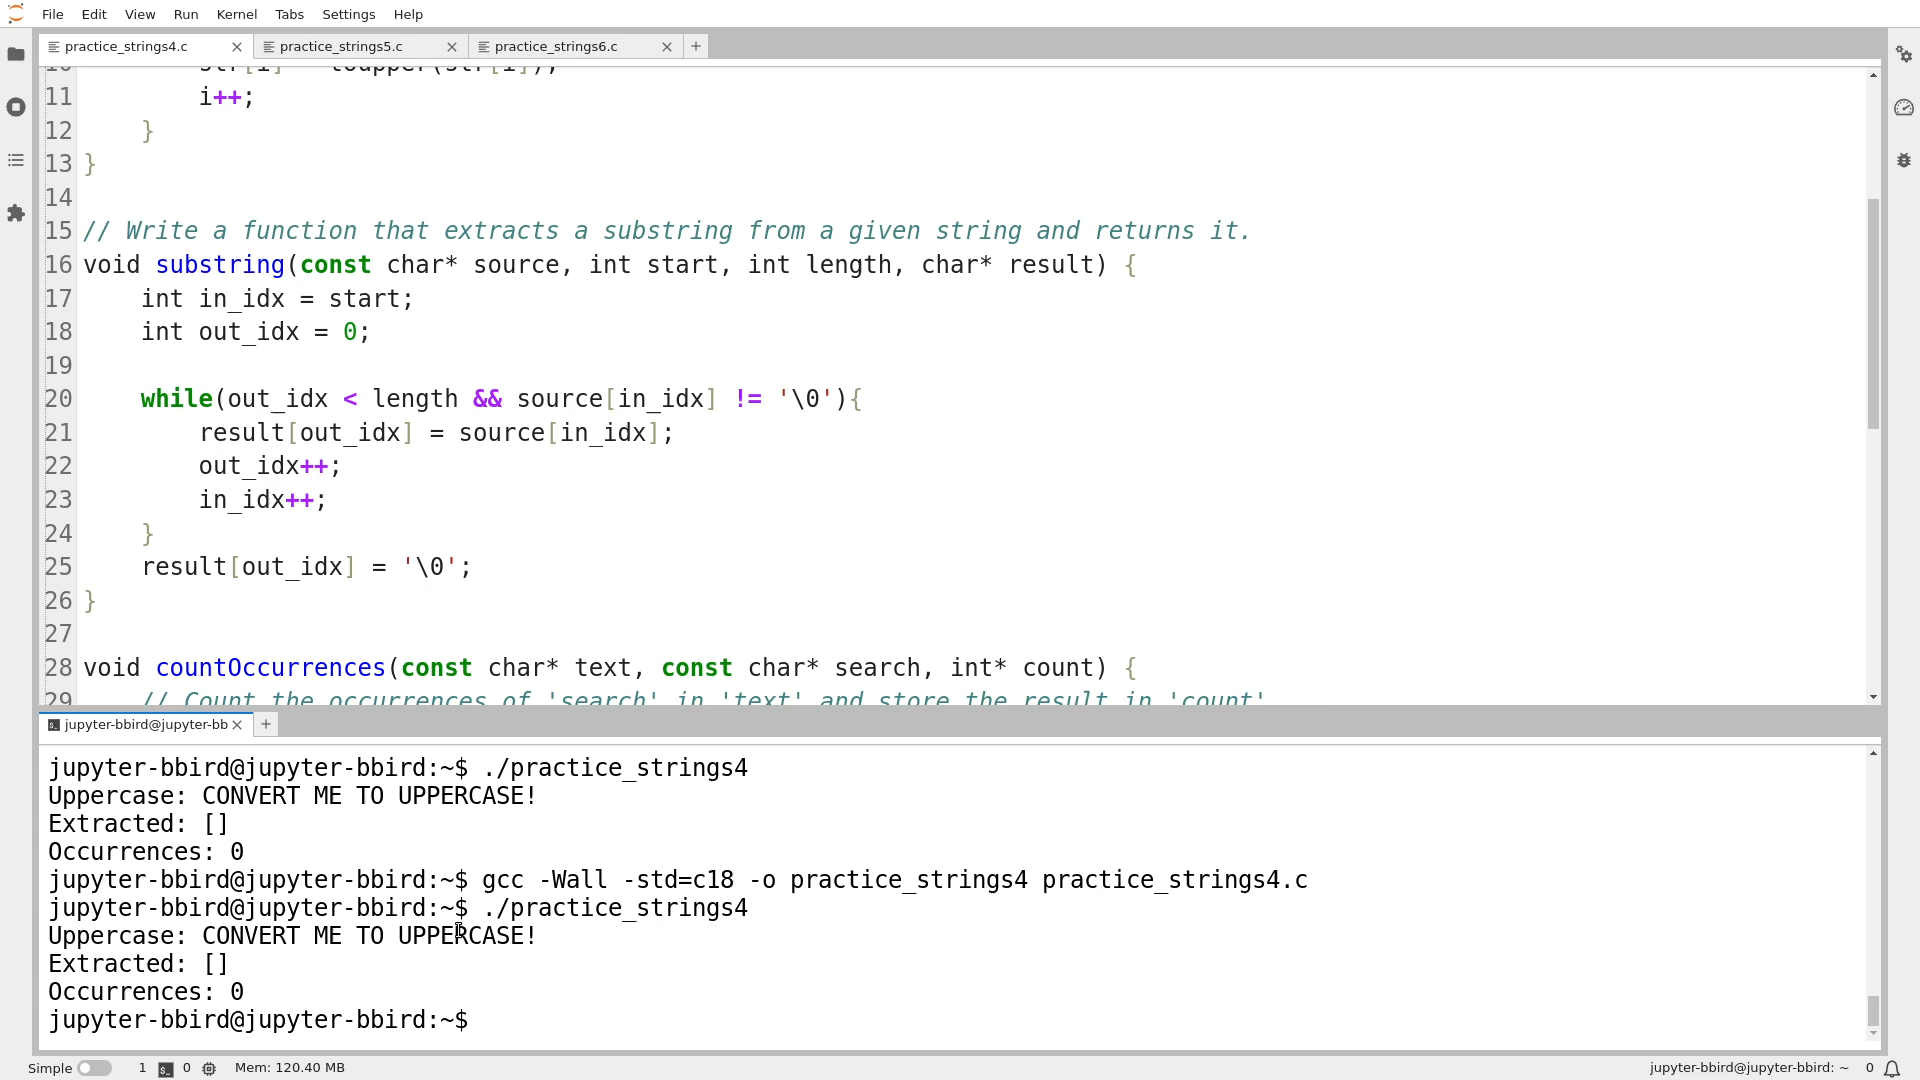 File Edit View Run Kernel Tabs Settings Help
practice_strings4.c practice_strings5.c practice_strings6.c
10 str[i] = toupper(str[i]);
11 i++;
12 }
13 }
14
15 // Write a function that extracts a substring from a given string and returns it.
16 void substring(const char* source, int start, int length, char* result) {
17 int in_idx = start;
18 int out_idx = 0;
19
20 while(out_idx < length && source[in_idx] != '\0'){
21 result[out_idx] = source[in_idx];
22 out_idx++;
23 in_idx++;
24 }
25 result[out_idx] = '\0';
26 }
27
28 void countOccurrences(const char* text, const char* search, int* count) {
29 // Count the occurrences of 'search' in 'text' and store the result in 'count'
jupyter-bbird@jupyter-bb
jupyter-bbird@jupyter-bbird:~$ ./practice_strings4
Uppercase: CONVERT ME TO UPPERCASE!
Extracted: []
Occurrences: 0
jupyter-bbird@jupyter-bbird:~$ gcc -Wall -std=c18 -o practice_strings4 practice_strings4.c
jupyter-bbird@jupyter-bbird:~$ ./practice_strings4
Uppercase: CONVERT ME TO UPPERCASE!
Extracted: []
Occurrences: 0
jupyter-bbird@jupyter-bbird:~$
Simple 1 0 Mem: 120.40 MB jupyter-bbird@jupyter-bbird: ~ 0